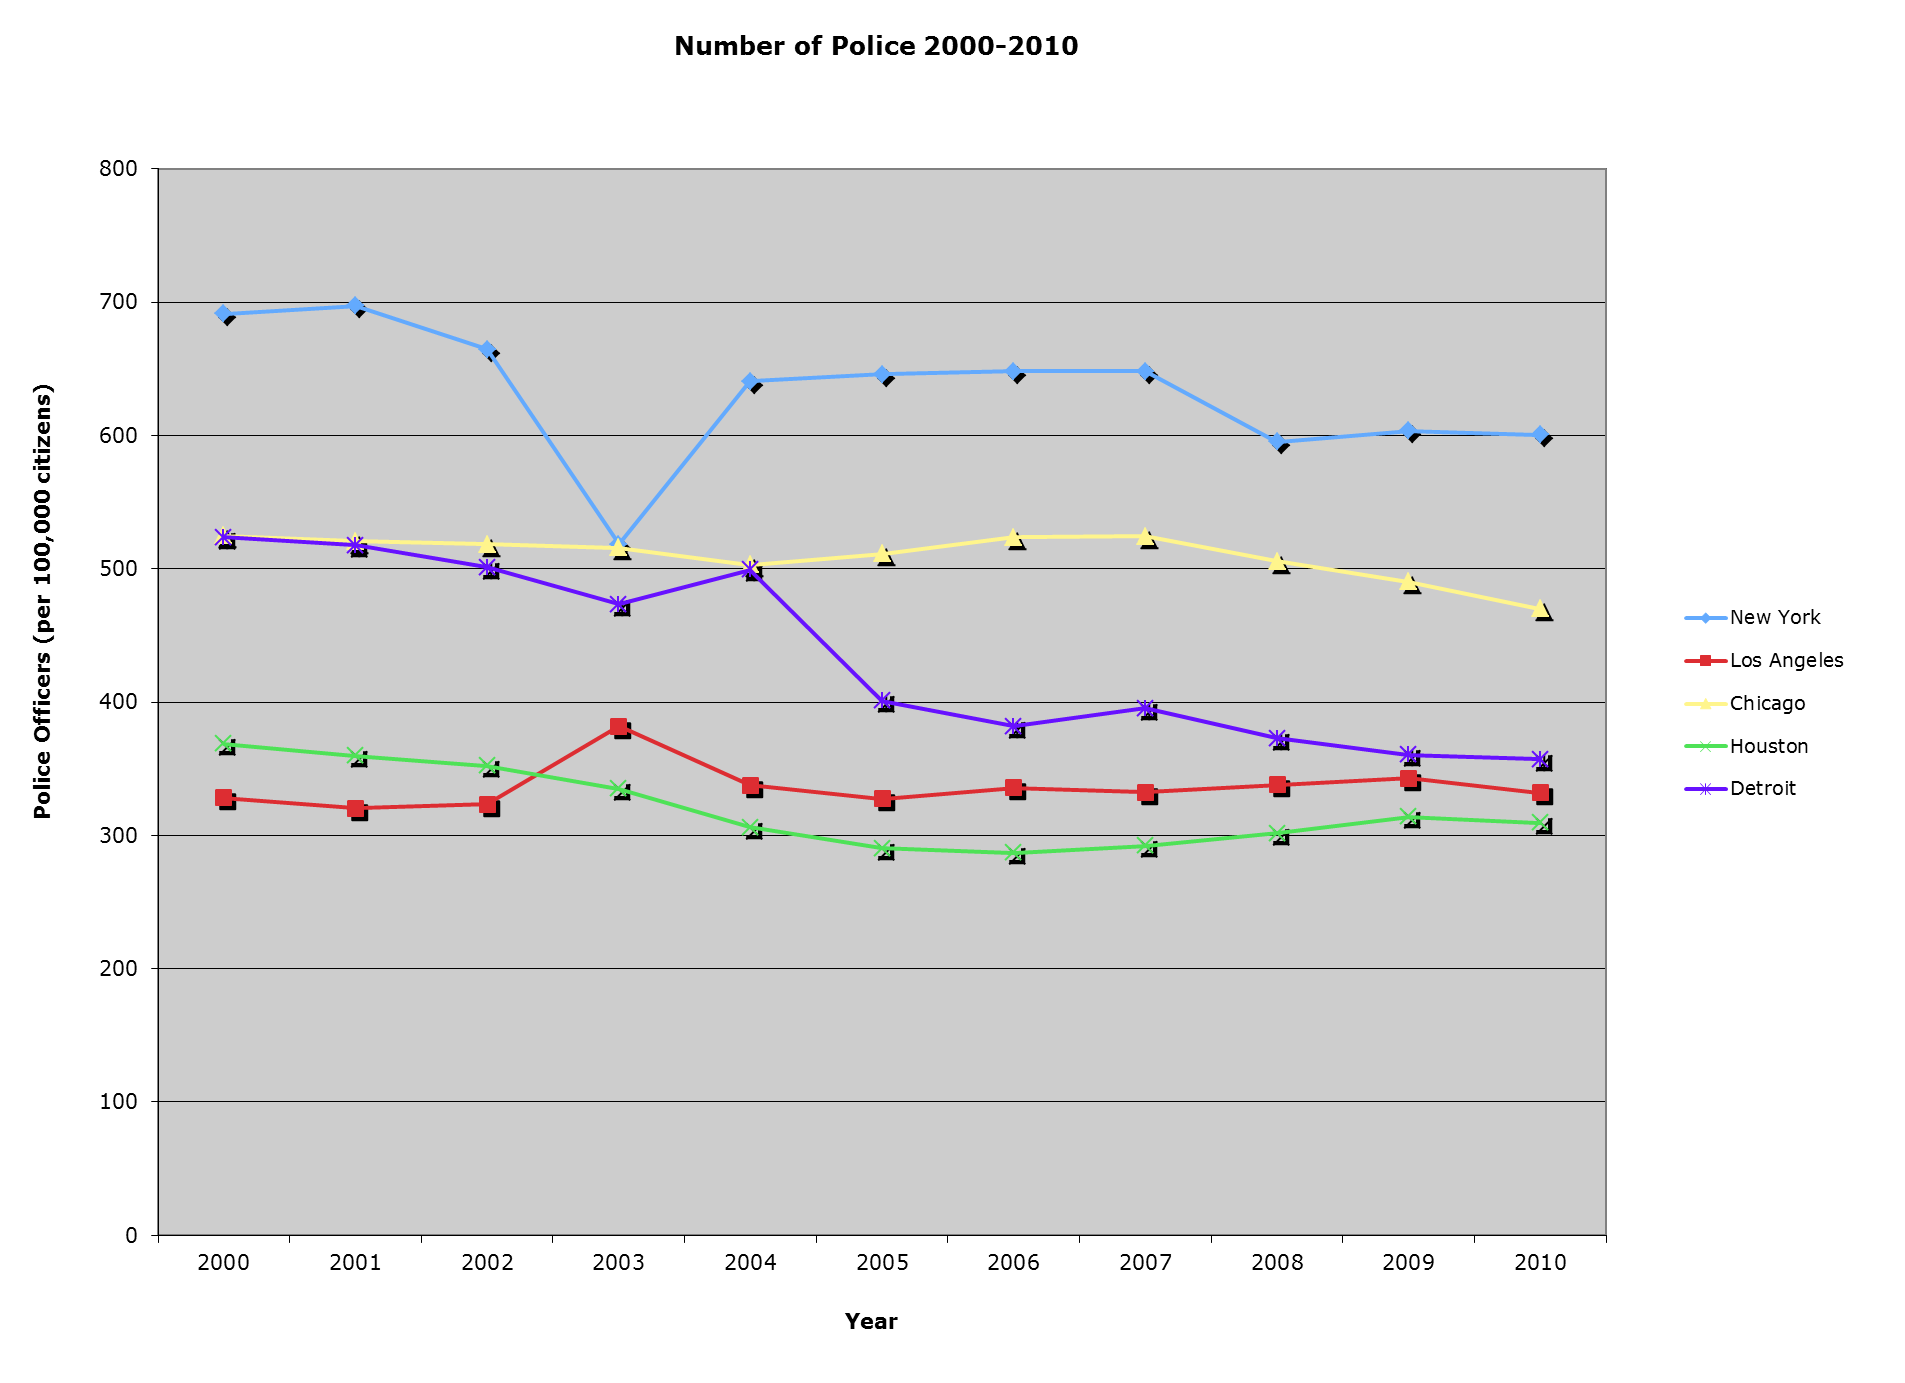 Number of Police 2000-2010
Police Officers (per 100,000 citizens)
800
700
600
500
400
300
200
100
0
2000 2001 2002 2003 2004 2005 2006 2007 2008 2009 2010
Year
New York
Los Angeles
Chicago
Houston
Detroit